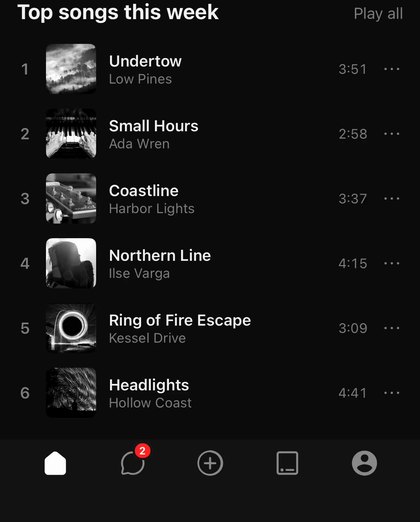 Top songs this week Play all
1 Undertow 3:51 ...
Low Pines
2 Small Hours 2:58 ...
Ada Wren
3 Coastline 3:37 ...
Harbor Lights
4 Northern Line 4:15 ...
Ilse Varga
5 Ring of Fire Escape 3:09 ...
Kessel Drive
6 Headlights 4:41 ...
Hollow Coast
2